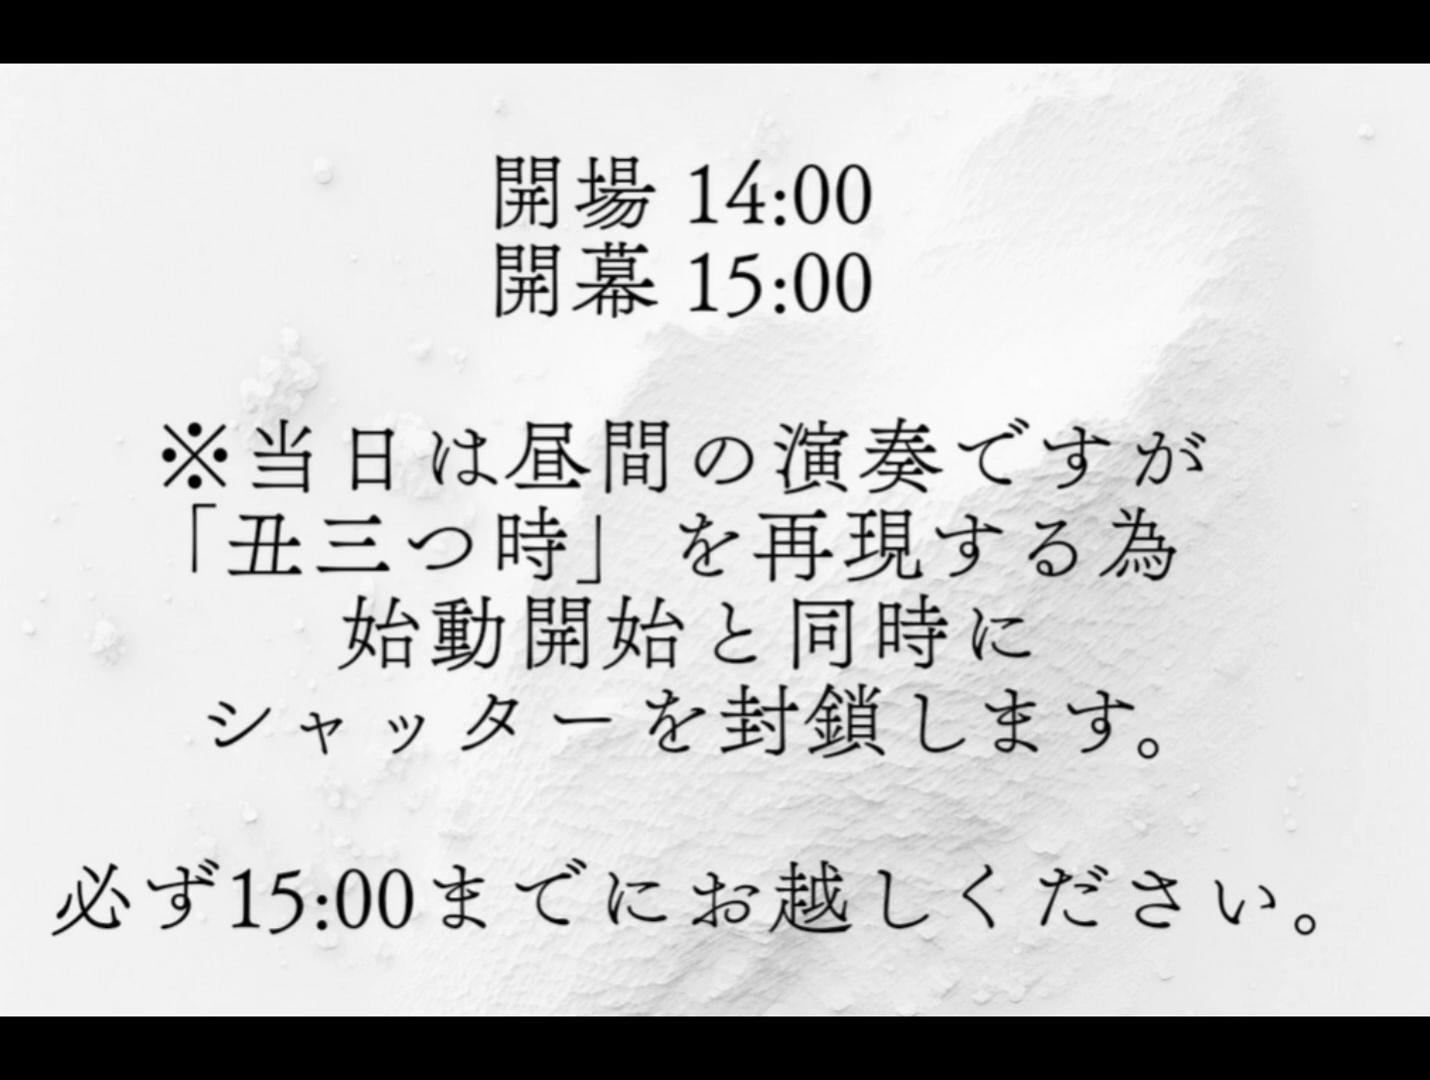 開場 14:00
開幕 15:00
※当日は昼間の演奏ですが
「丑三つ時」を再現する為
始動開始と同時に
シャッターを封鎖します。
必ず15:00までにお越しください。